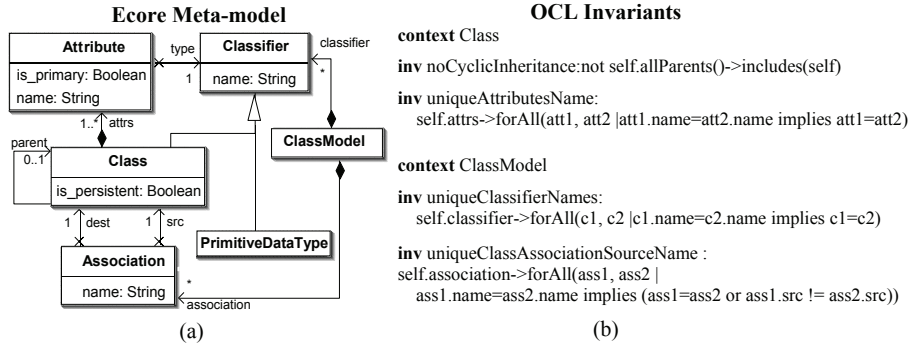 Ecore Meta-model
Attribute
is_primary: Boolean
name: String
type
1
Classifier
name: String
classifier
*
1..* attrs
parent
0..1
Class
is_persistent: Boolean
ClassModel
1 dest
1 src
PrimitiveDataType
Association
name: String
*
association
(a)
OCL Invariants
context Class
inv noCyclicInheritance:not self.allParents()->includes(self)
inv uniqueAttributesName:
self.attrs->forAll(att1, att2 |att1.name=att2.name implies att1=att2)
context ClassModel
inv uniqueClassifierNames:
self.classifier->forAll(c1, c2 |c1.name=c2.name implies c1=c2)
inv uniqueClassAssociationSourceName :
self.association->forAll(ass1, ass2 |
ass1.name=ass2.name implies (ass1=ass2 or ass1.src != ass2.src))
(b)